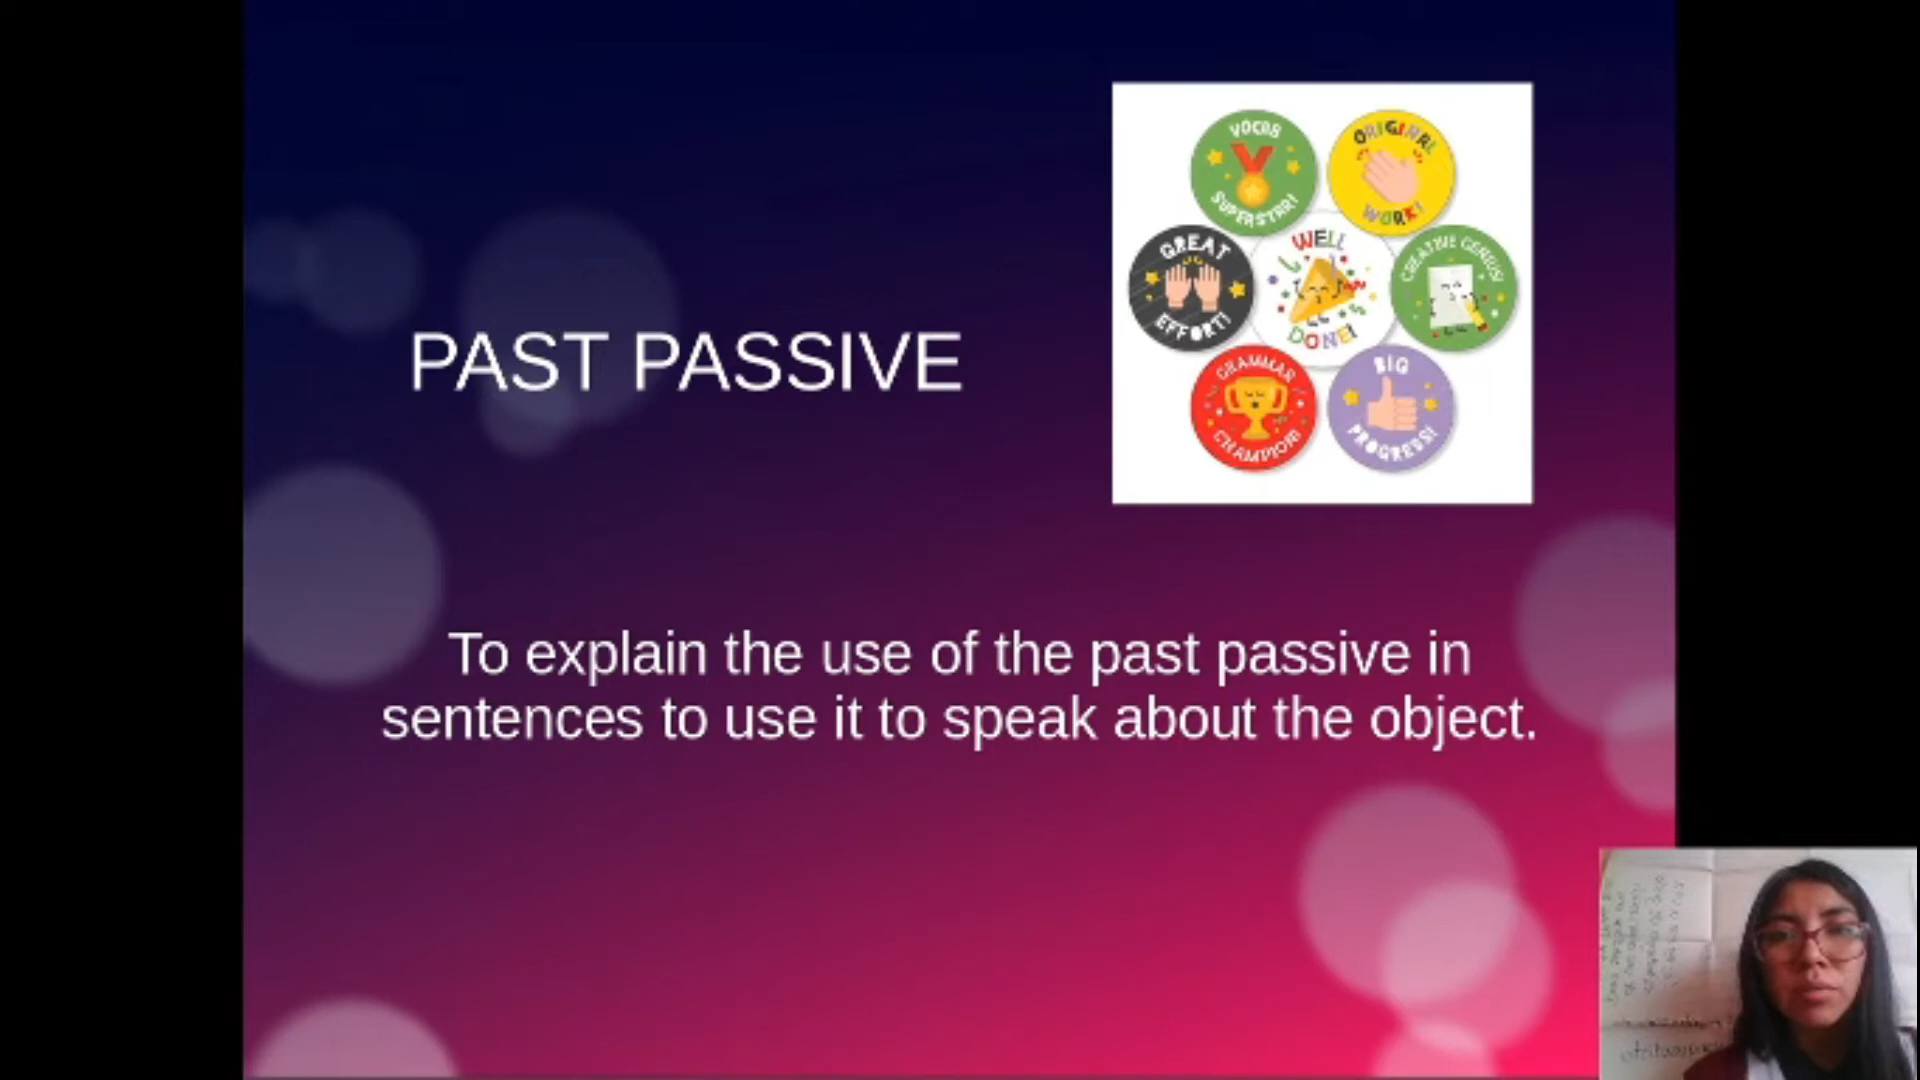 VOCAB
SUPERSTAR!
ORIGINAL
WORK!
GREAT
EFFORT!
WELL
DONE!
CREATIVE GENIUS!
GRAMMAR
CHAMPION!
BIG
PROGRESS!
PAST PASSIVE
To explain the use of the past passive in
sentences to use it to speak about the object.